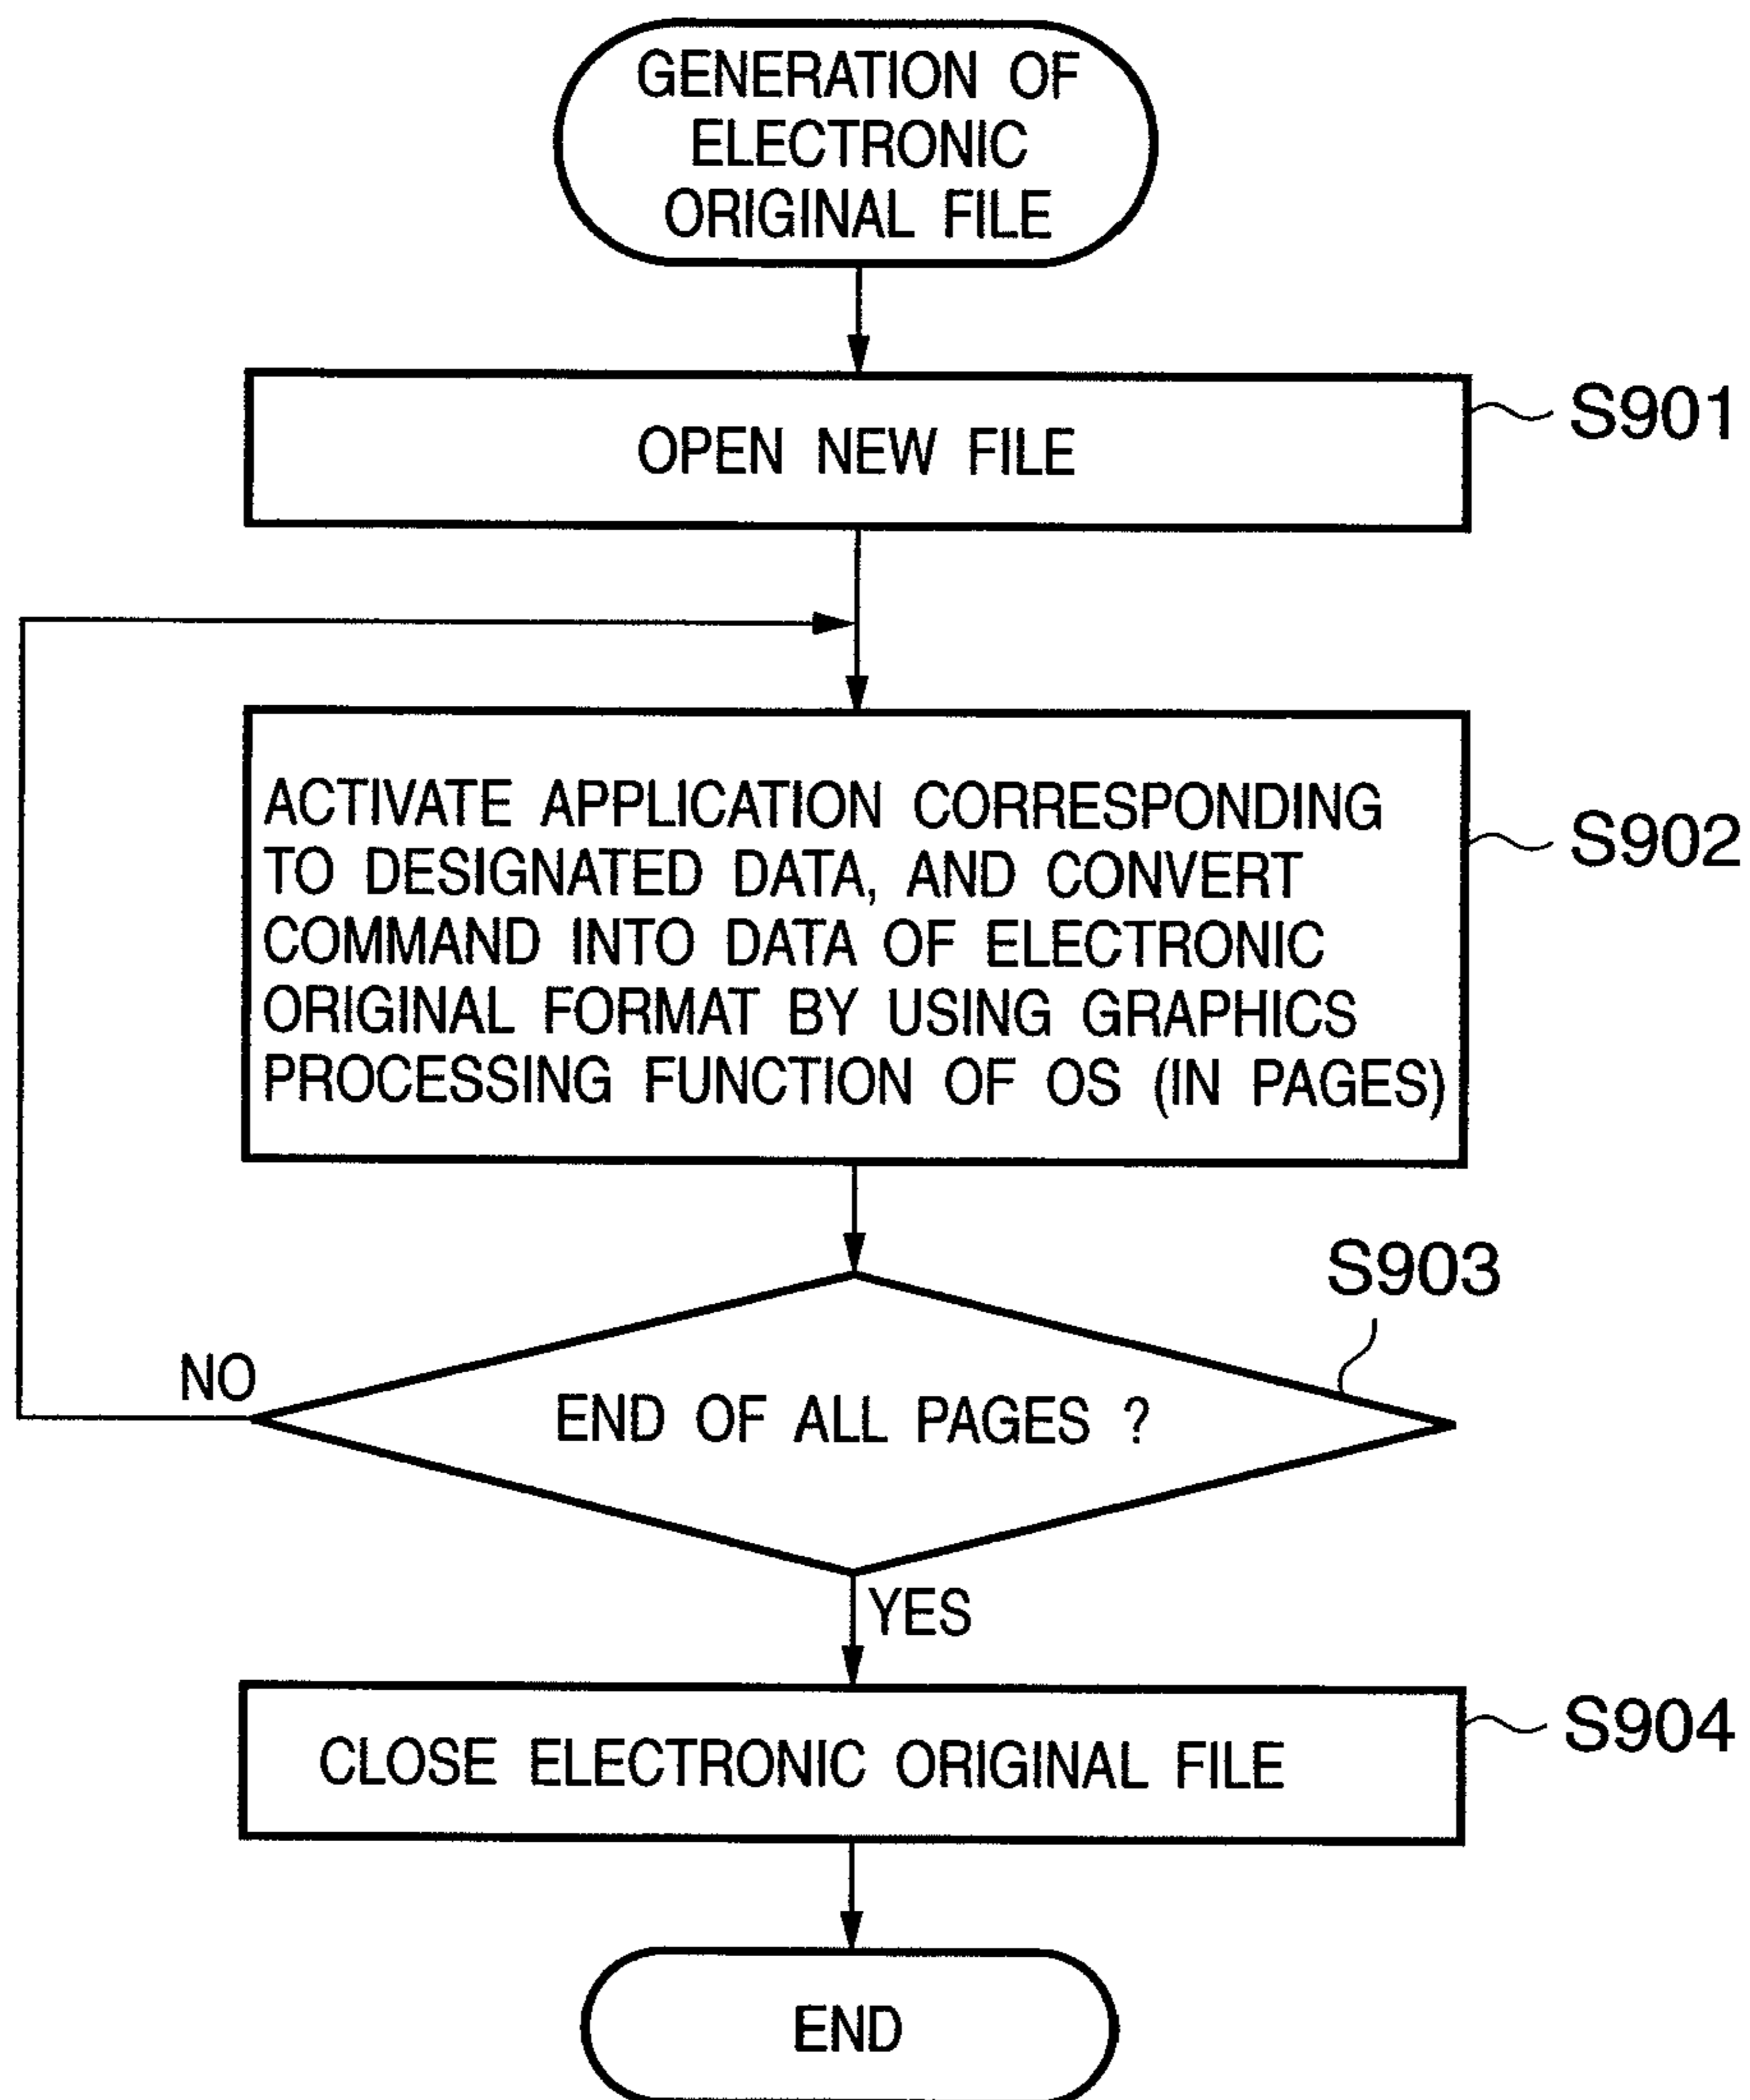 GENERATION OF
ELECTRONIC
ORIGINAL FILE
OPEN NEW FILE
S901
ACTIVATE APPLICATION CORRESPONDING
TO DESIGNATED DATA, AND CONVERT
COMMAND INTO DATA OF ELECTRONIC
ORIGINAL FORMAT BY USING GRAPHICS
PROCESSING FUNCTION OF OS (IN PAGES)
S902
S903
NO
END OF ALL PAGES ?
YES
CLOSE ELECTRONIC ORIGINAL FILE
S904
END